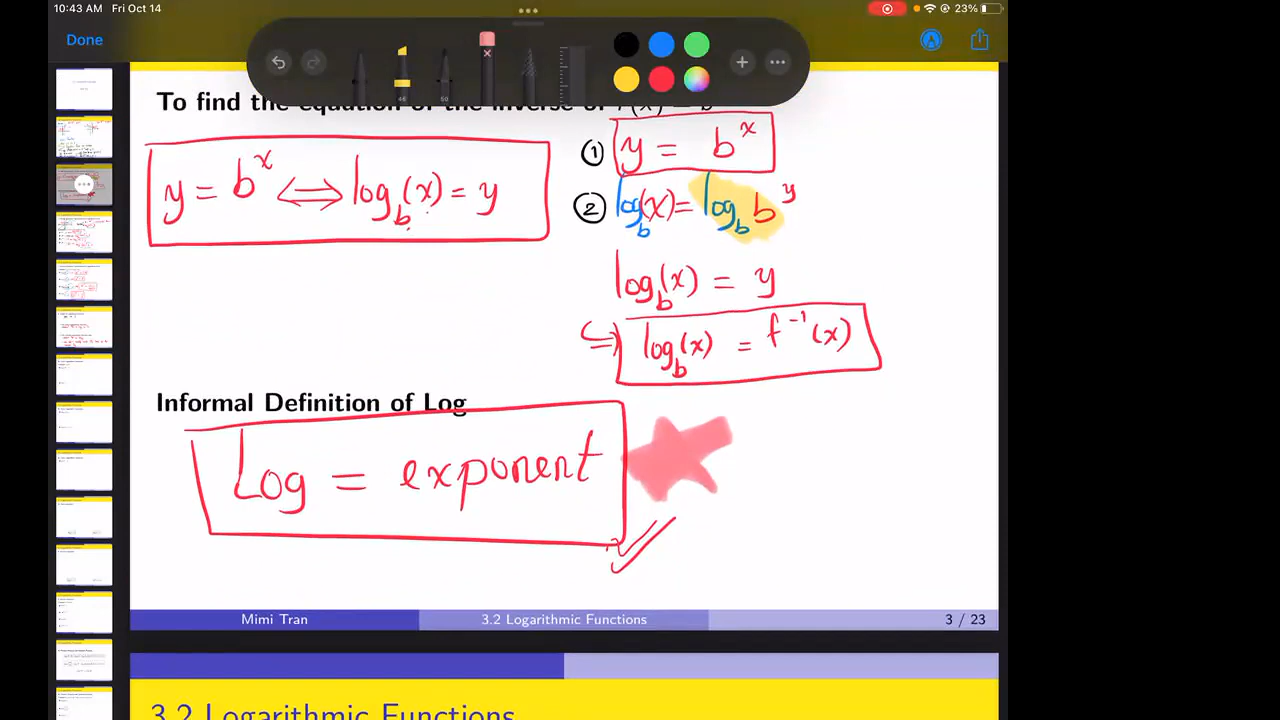 10:43 AM Fri Oct 14
23%
Done
46
50
To find the equation of the inverse of f(x) = b
① y = b^x
y = b^x ⟺ log_b(x) = y
② log_b(x) = log_b b^y
log_b(x) = y
↪⇒ log_b(x) = f^-1(x)
Informal Definition of Log
Log = exponent
Mimi Tran
3.2 Logarithmic Functions
3 / 23
3.2 Logarithmic Functions